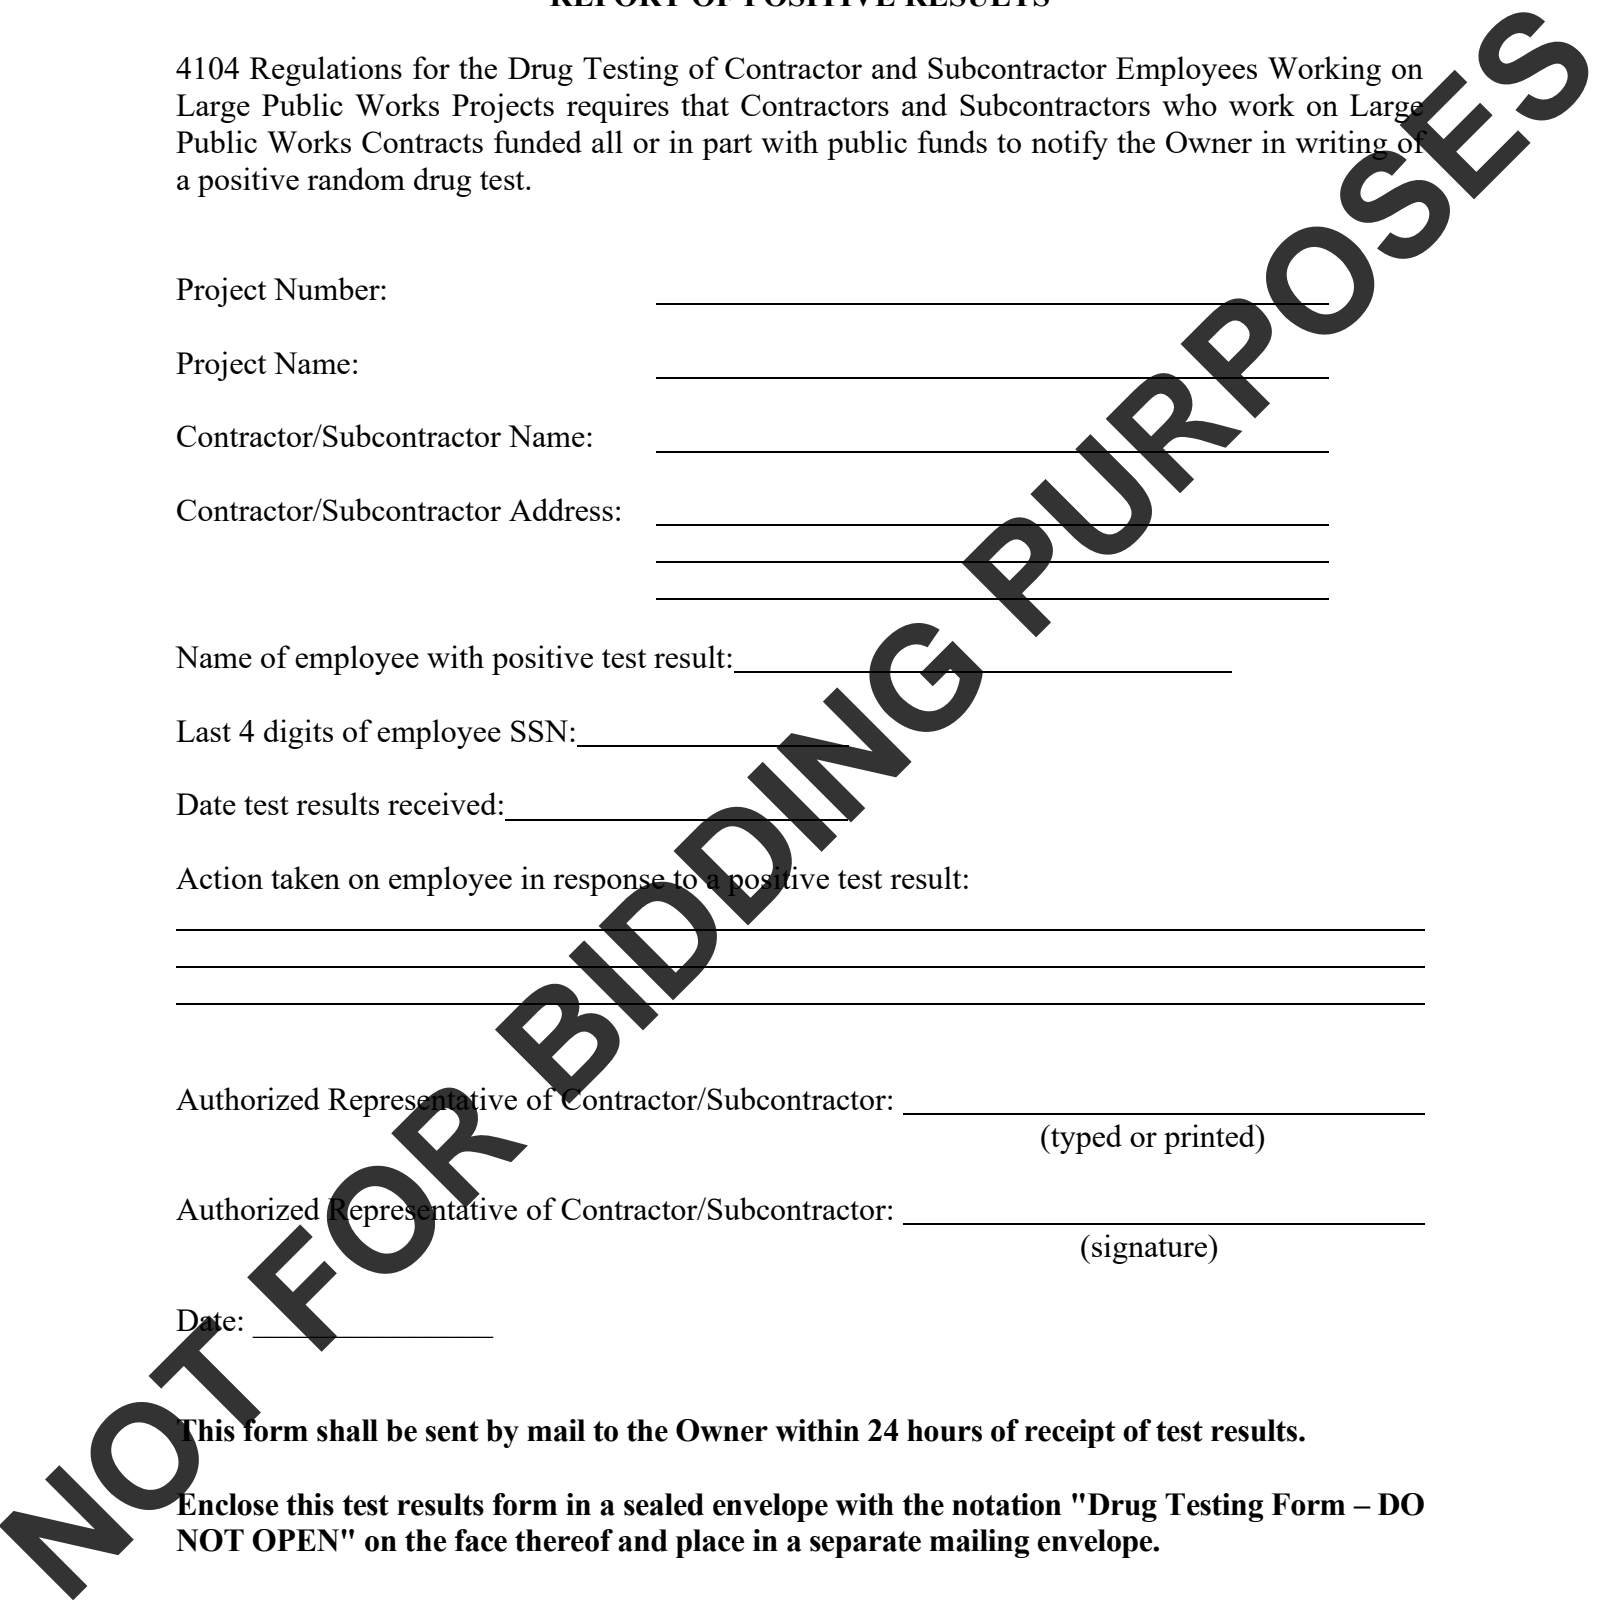 REPORT OF POSITIVE RESULTS
4104 Regulations for the Drug Testing of Contractor and Subcontractor Employees Working on
Large Public Works Projects requires that Contractors and Subcontractors who work on Large
Public Works Contracts funded all or in part with public funds to notify the Owner in writing of
a positive random drug test.
Project Number:
Project Name:
Contractor/Subcontractor Name:
Contractor/Subcontractor Address:
Name of employee with positive test result:
Last 4 digits of employee SSN:
Date test results received:
Action taken on employee in response to a positive test result:
Authorized Representative of Contractor/Subcontractor:
(typed or printed)
Authorized Representative of Contractor/Subcontractor:
(signature)
Date: _______________
This form shall be sent by mail to the Owner within 24 hours of receipt of test results.
Enclose this test results form in a sealed envelope with the notation "Drug Testing Form – DO
NOT OPEN" on the face thereof and place in a separate mailing envelope.
NOT FOR BIDDING PURPOSES